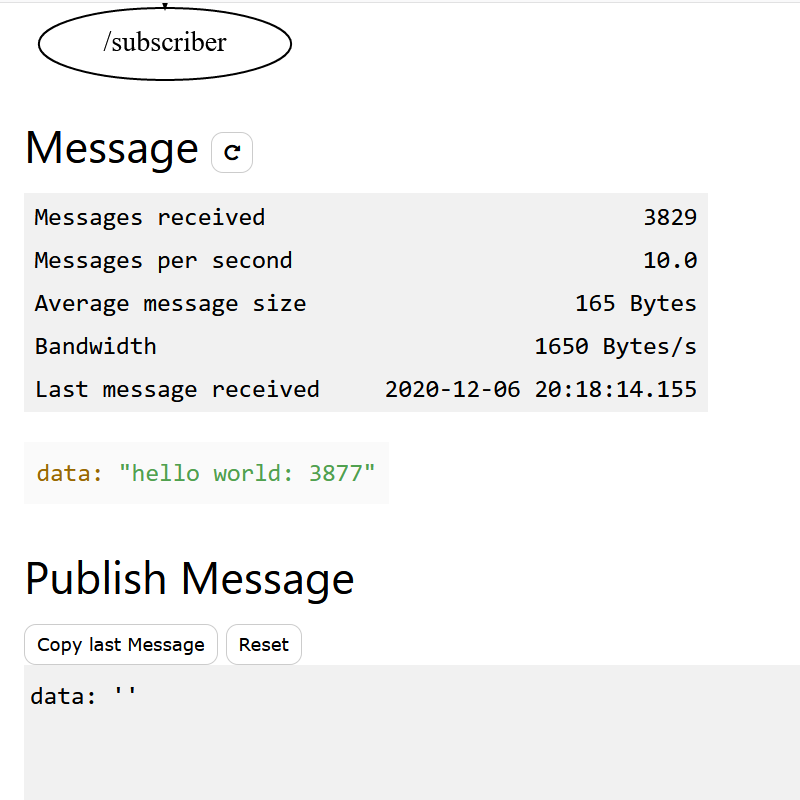 /subscriber
Message
Messages received 3829
Messages per second 10.0
Average message size 165 Bytes
Bandwidth 1650 Bytes/s
Last message received 2020-12-06 20:18:14.155
data: "hello world: 3877"
Publish Message
Copy last Message Reset
data: ''